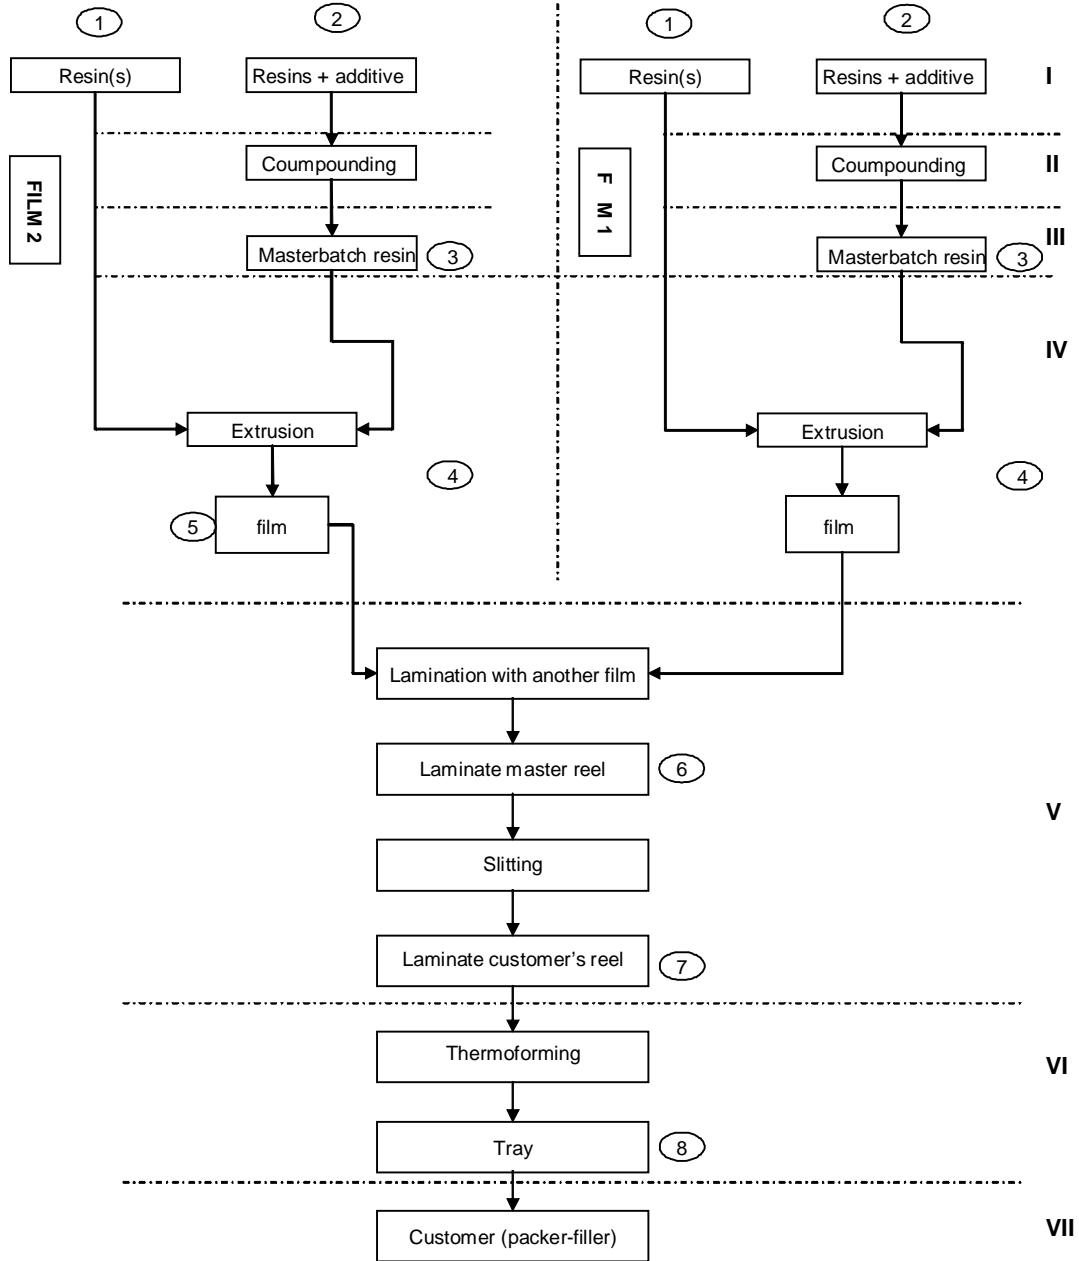 1
2
1
2
Resin(s)
Resins + additive
Resin(s)
Resins + additive
I
FILM 2
Coumpounding
F M 1
Coumpounding
II
Masterbatch resin
3
Masterbatch resin
3
III
IV
Extrusion
Extrusion
4
4
5
film
film
Lamination with another film
Laminate master reel
6
V
Slitting
Laminate customer's reel
7
Thermoforming
VI
Tray
8
Customer (packer-filler)
VII